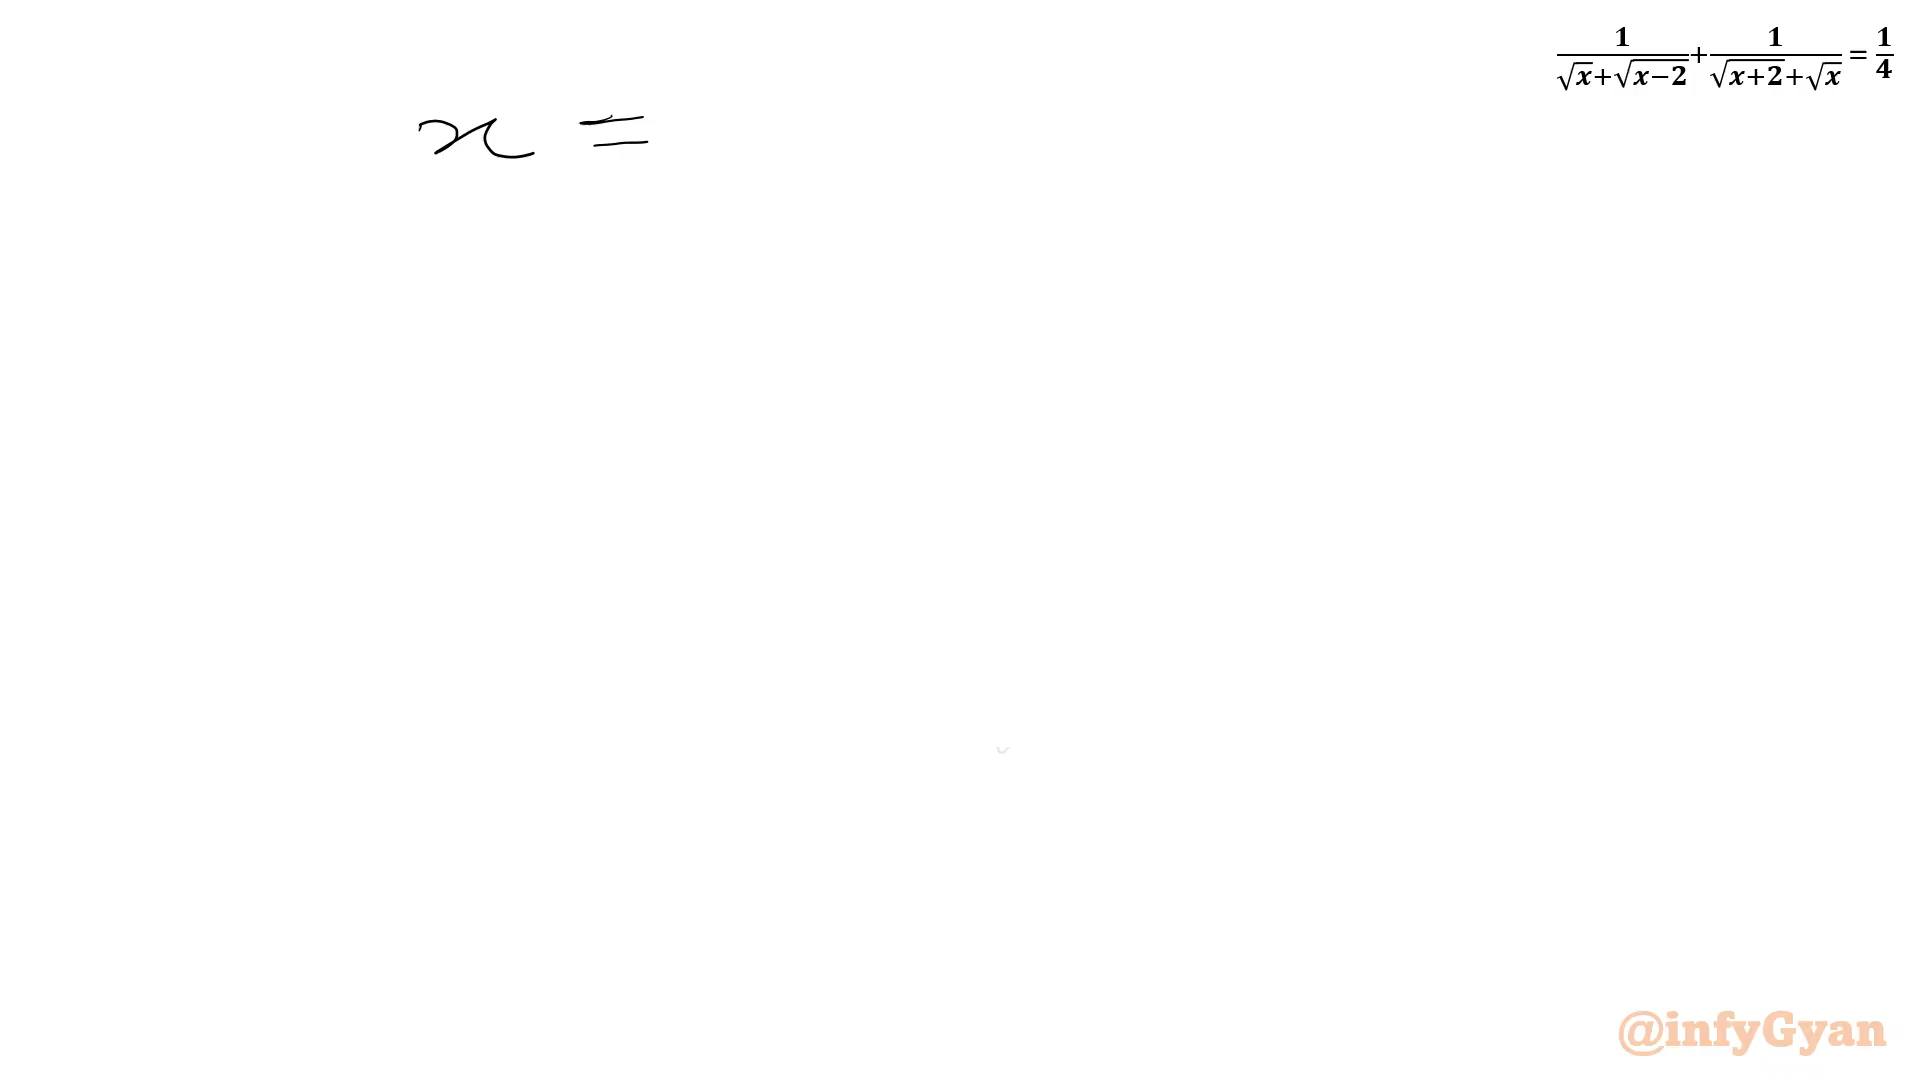 1/(√x+√(x−2)) + 1/(√(x+2)+√x) = 1/4
x =
@infyGyan